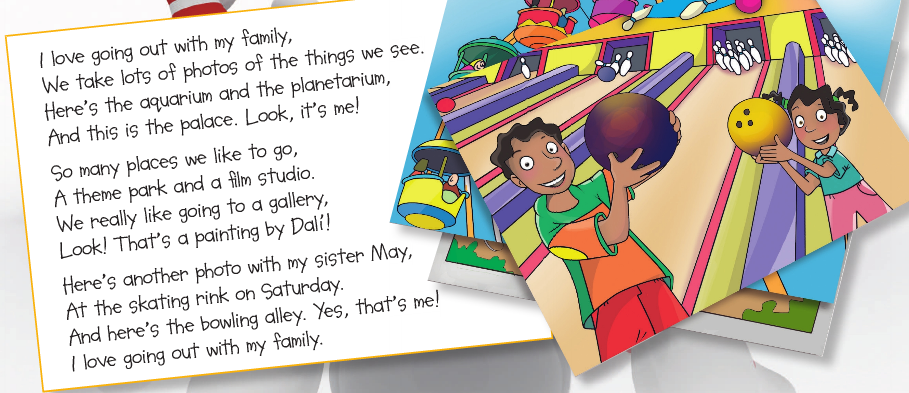 I love going out with my family,
We take lots of photos of the things we see.
Here's the aquarium and the planetarium,
And this is the palace. Look, it's me!
So many places we like to go,
A theme park and a film studio.
We really like going to a gallery,
Look! That's a painting by Dalí!
Here's another photo with my sister May,
At the skating rink on Saturday.
And here's the bowling alley. Yes, that's me!
I love going out with my family.